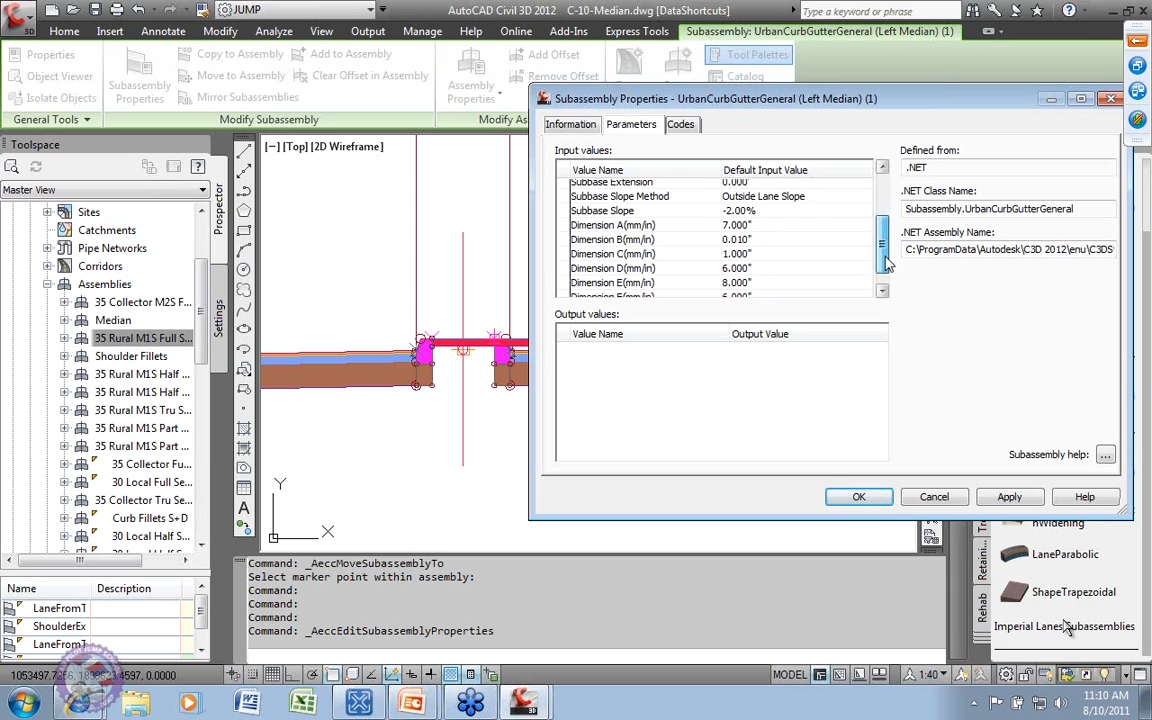 JUMP
AutoCAD Civil 3D 2012
C-10-Median.dwg [DataShortcuts]
Type a keyword or phrase
Home
Insert
Annotate
Modify
Analyze
View
Output
Manage
Help
Online
Add-Ins
Express Tools
Subassembly: UrbanCurbGutterGeneral (Left Median) (1)
Properties
Object Viewer
Isolate Objects
General Tools
Subassembly
Properties
Copy to Assembly
Move to Assembly
Mirror Subassemblies
Add to Assembly
Clear Offset in Assembly
Modify Subassembly
Assembly
Properties
Add Offset
Remove Offset
Modify As
Tool Palettes
Catalog
Toolspace
Master View
Sites
Catchments
Pipe Networks
Corridors
Assemblies
35 Collector M2S F...
Median
35 Rural M1S Full S...
Shoulder Fillets
35 Rural M1S Half ...
35 Rural M1S Half ...
35 Rural M1S Tru S...
35 Rural M1S Part ...
35 Rural M1S Part ...
35 Collector Fu...
30 Local Full Se...
35 Collector Tru Se...
Curb Fillets S+D
30 Local Half ...
Prospector
Settings
Name
Description
LaneFromT
ShoulderEx
LaneFromT
[−] [Top] [2D Wireframe]
Y
X
Subassembly Properties - UrbanCurbGutterGeneral (Left Median) (1)
Information
Parameters
Codes
Input values:
Value Name
Default Input Value
Subbase Extension
0.000'
Subbase Slope Method
Outside Lane Slope
Subbase Slope
-2.00%
Dimension A(mm/in)
7.000"
Dimension B(mm/in)
0.010"
Dimension C(mm/in)
1.000"
Dimension D(mm/in)
6.000"
Dimension E(mm/in)
8.000"
Output values:
Value Name
Output Value
Defined from:
.NET
.NET Class Name:
Subassembly.UrbanCurbGutterGeneral
.NET Assembly Name:
C:\ProgramData\Autodesk\C3D 2012\enu\C3DS
Subassembly help:
...
OK
Cancel
Apply
Help
Retaini...
Rehab
nWidening
LaneParabolic
ShapeTrapezoidal
Imperial Lanes Subassemblies
Command: _AeccMoveSubassemblyTo
Select marker point within assembly:
Command:
Command:
Command:
Command: _AeccEditSubassemblyProperties
MODEL
1:40
11:10 AM
8/10/2011